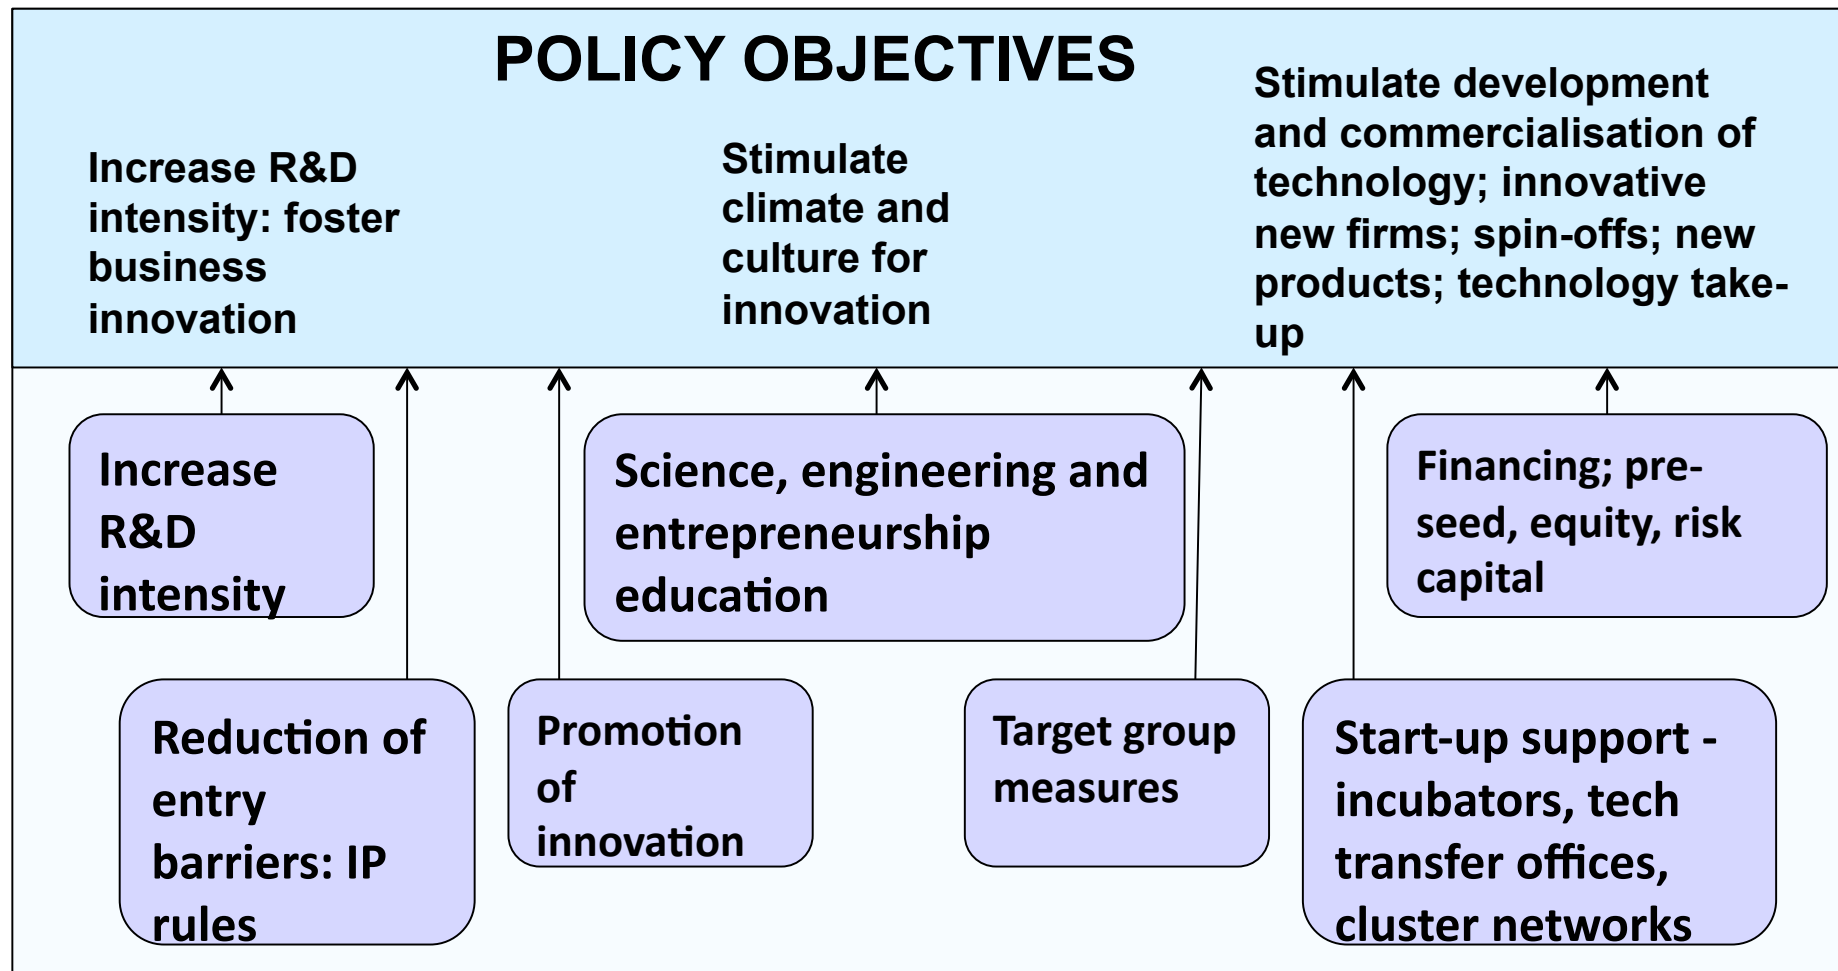 POLICY OBJECTIVES
Increase R&D
intensity: foster
business
innovation
Stimulate
climate and
culture for
innovation
Stimulate development
and commercialisation of
technology; innovative
new firms; spin-offs; new
products; technology take-
up
Increase
R&D
intensity
Science, engineering and
entrepreneurship
education
Financing; pre-
seed, equity, risk
capital
Reduction of
entry
barriers: IP
rules
Promotion
of
innovation
Target group
measures
Start-up support -
incubators, tech
transfer offices,
cluster networks